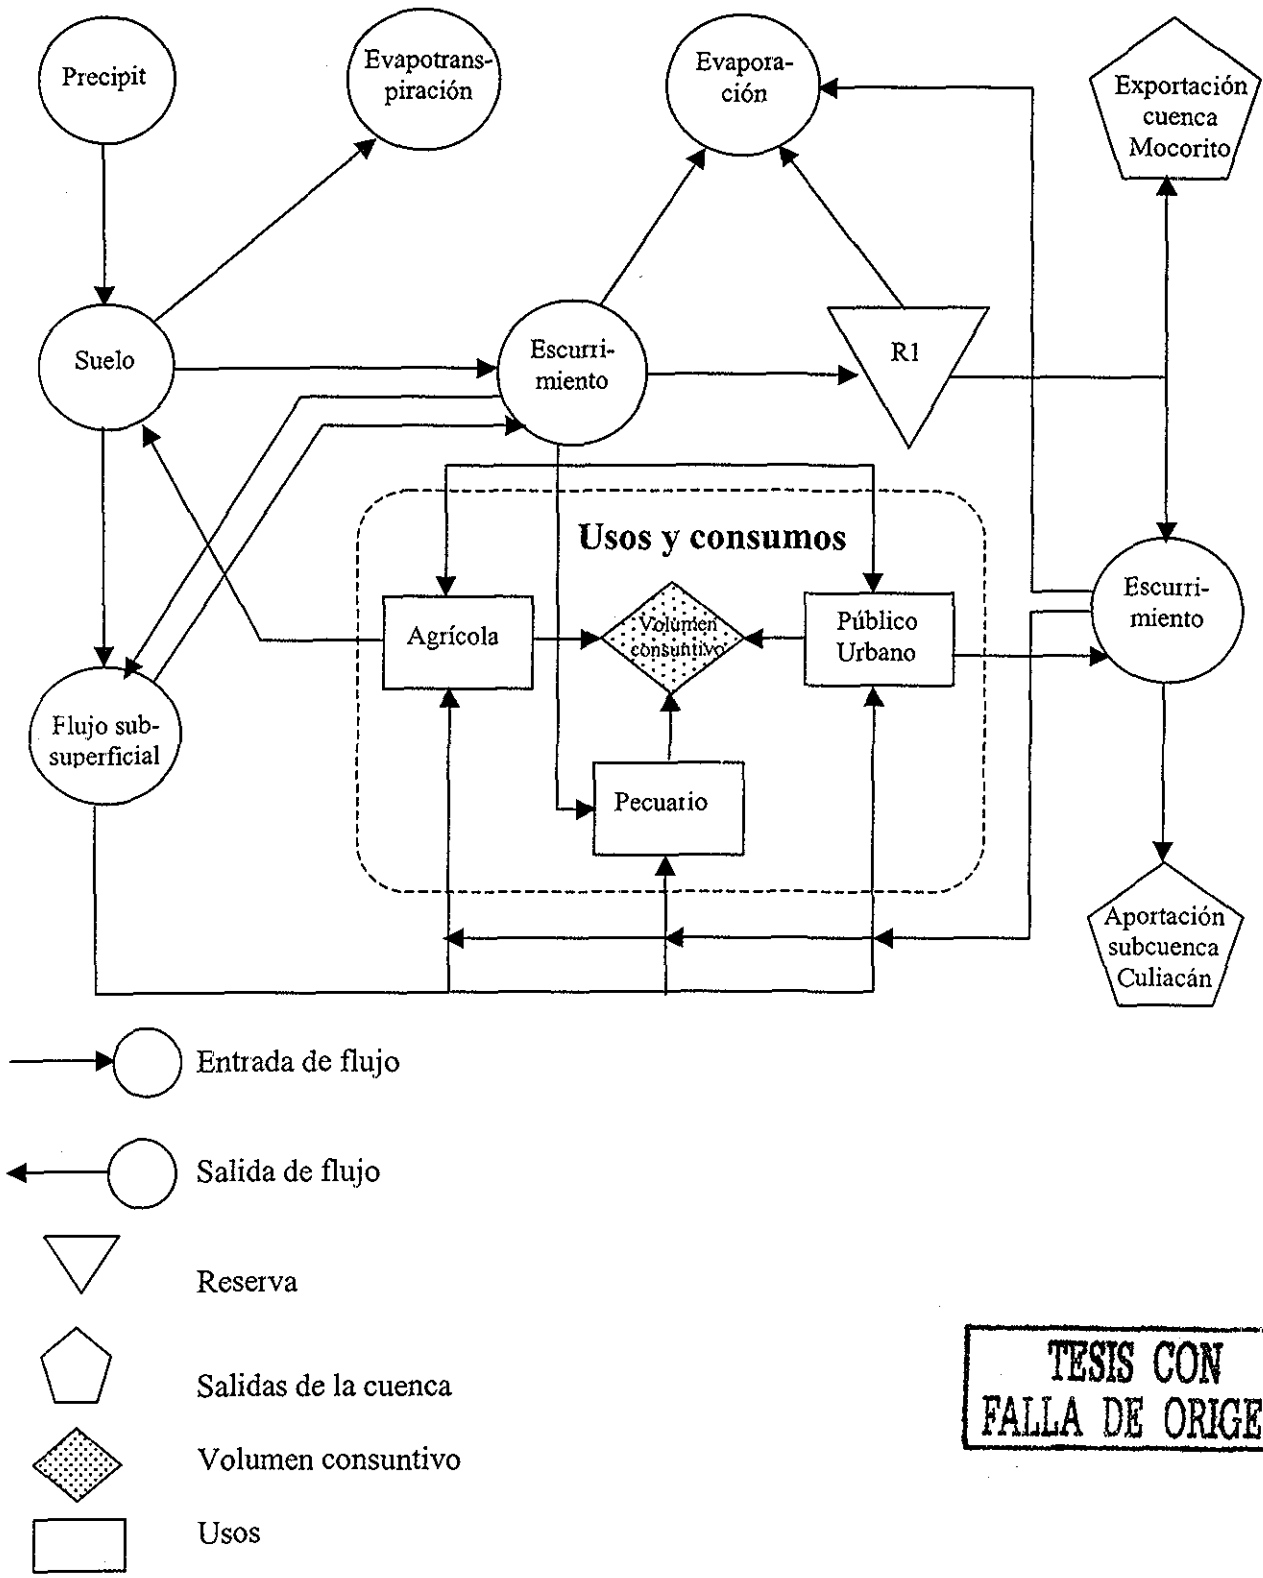 Precipit
Evapotrans-
piración
Evapora-
ción
Exportación
cuenca
Mocorito
Suelo
Escurri-
miento
R1
Usos y consumos
Agrícola
Volumen
consuntivo
Público
Urbano
Escurri-
miento
Flujo sub-
superficial
Pecuario
Aportación
subcuenca
Culiacán
Entrada de flujo
Salida de flujo
Reserva
Salidas de la cuenca
Volumen consuntivo
Usos
TESIS CON
FALLA DE ORIGE